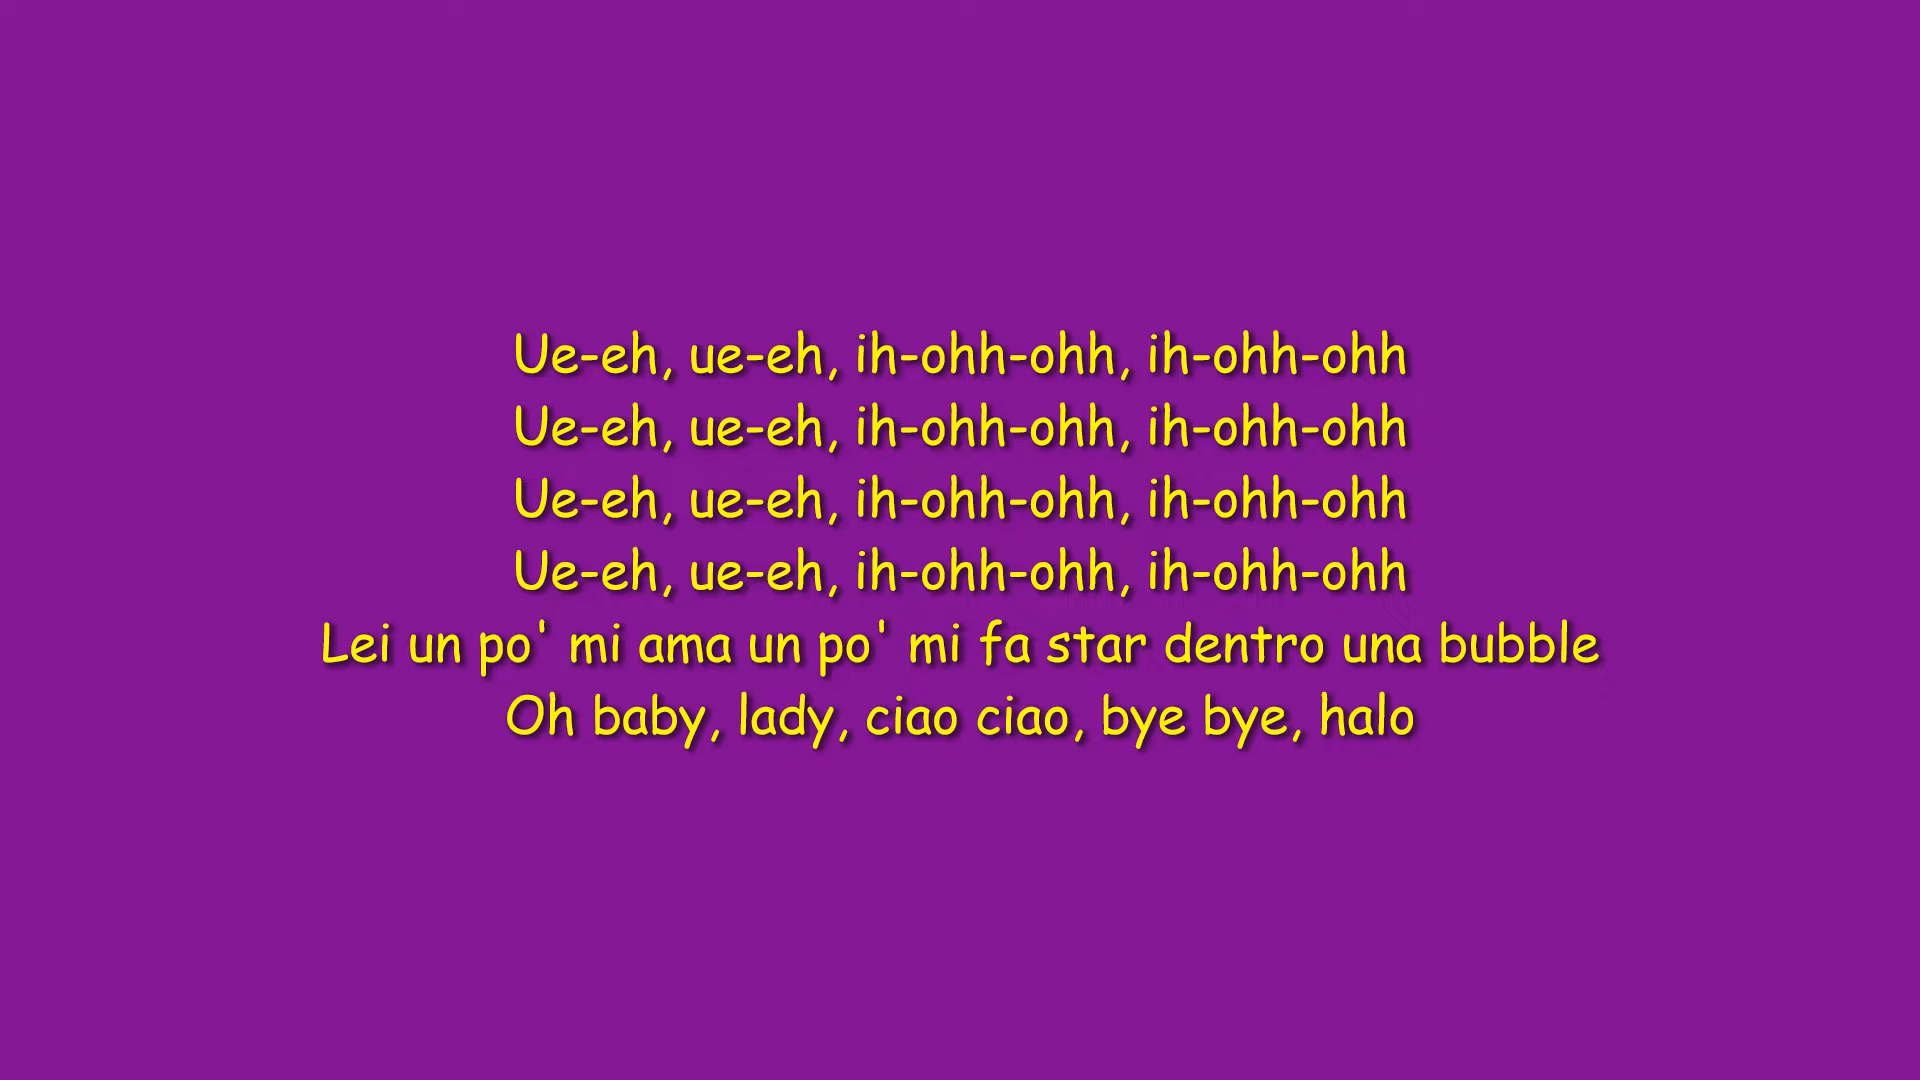 Ue-eh, ue-eh, ih-ohh-ohh, ih-ohh-ohh
Ue-eh, ue-eh, ih-ohh-ohh, ih-ohh-ohh
Ue-eh, ue-eh, ih-ohh-ohh, ih-ohh-ohh
Ue-eh, ue-eh, ih-ohh-ohh, ih-ohh-ohh
Lei un po' mi ama un po' mi fa star dentro una bubble
Oh baby, lady, ciao ciao, bye bye, halo